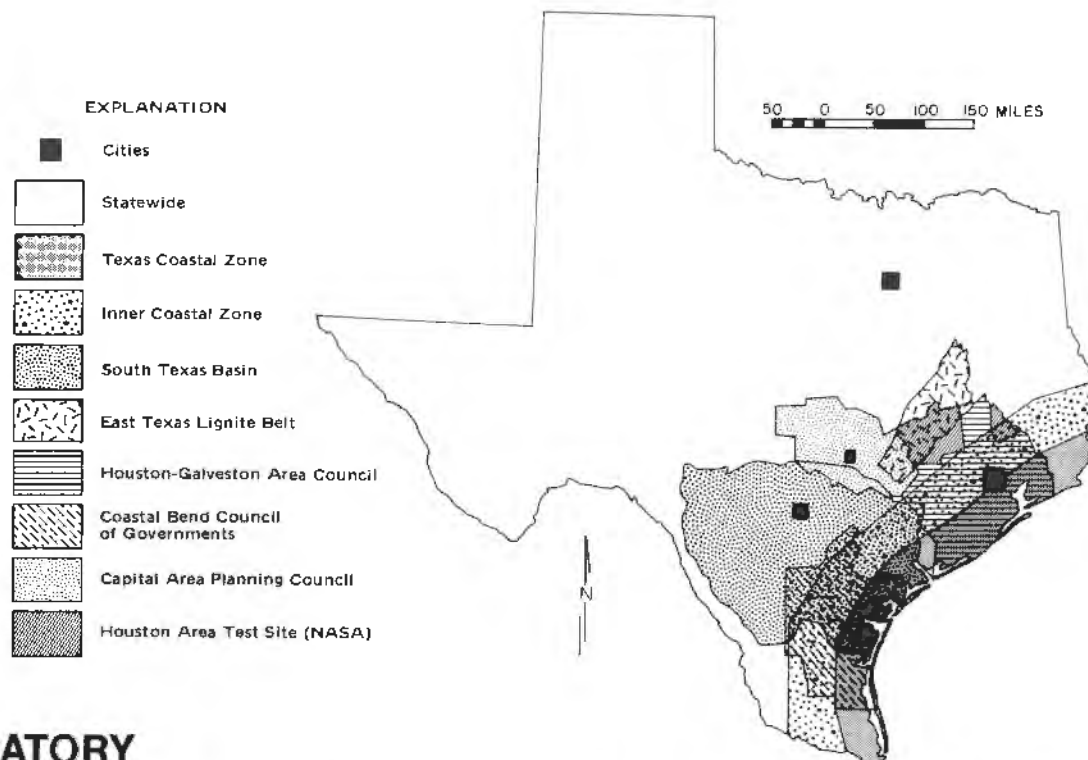 EXPLANATION
Cities
Statewide
Texas Coastal Zone
Inner Coastal Zone
South Texas Basin
East Texas Lignite Belt
Houston-Galveston Area Council
Coastal Bend Council
of Governments
Capital Area Planning Council
Houston Area Test Site (NASA)
50 0 50 100 150 MILES
N
ATORY